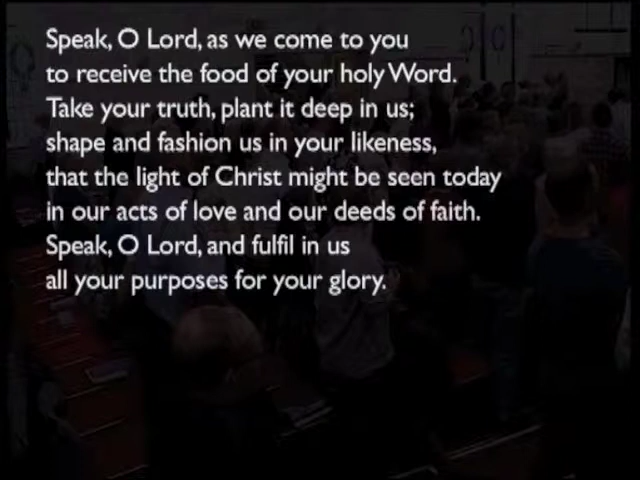 Speak, O Lord, as we come to you
to receive the food of your holy Word.
Take your truth, plant it deep in us;
shape and fashion us in your likeness,
that the light of Christ might be seen today
in our acts of love and our deeds of faith.
Speak, O Lord, and fulfil in us
all your purposes for your glory.